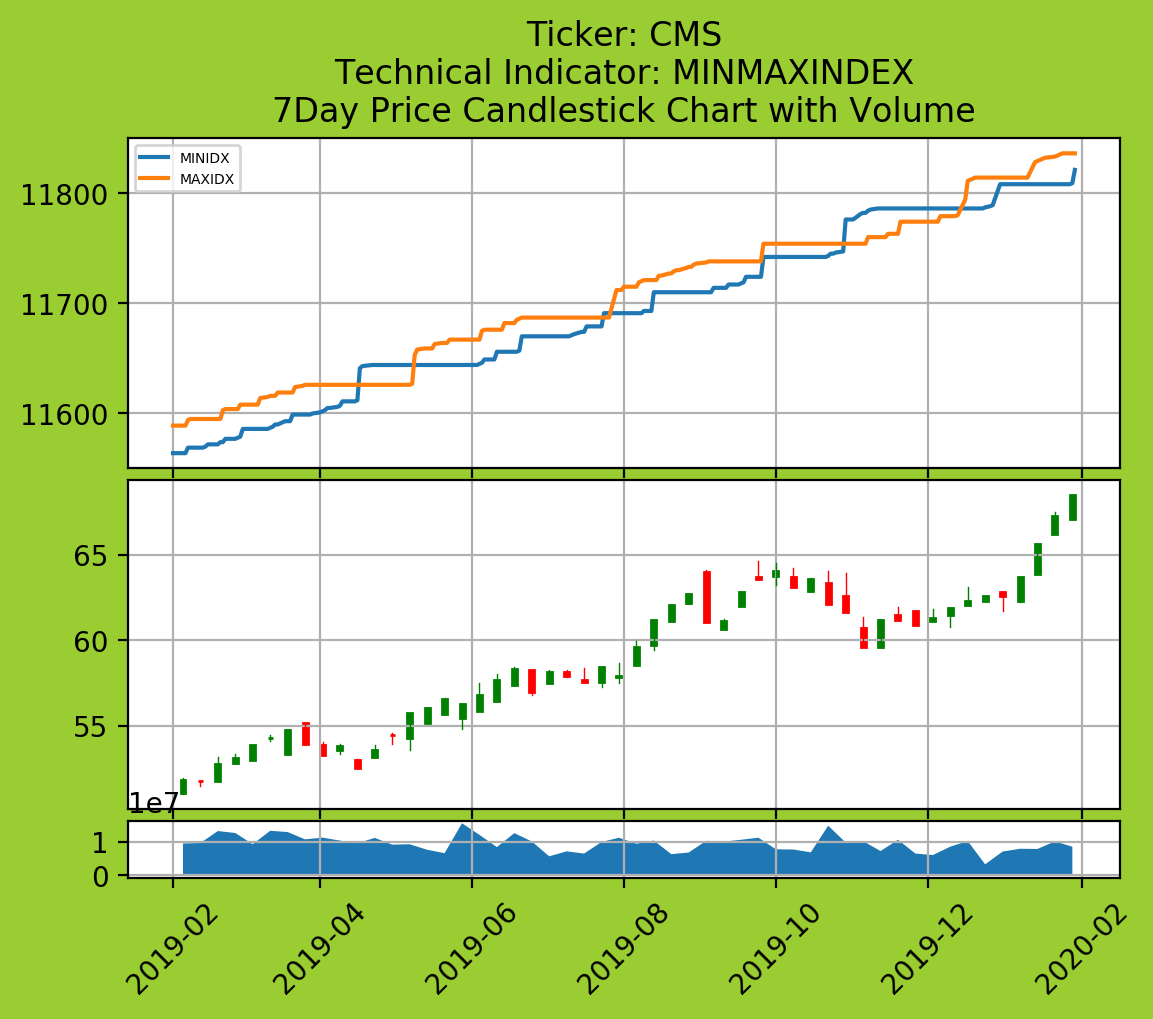 Ticker: CMS
Technical Indicator: MINMAXINDEX
7Day Price Candlestick Chart with Volume
MINIDX
MAXIDX
11800
11700
11600
65
60
55
1e7
1
0
2019-02
2019-04
2019-06
2019-08
2019-10
2019-12
2020-02